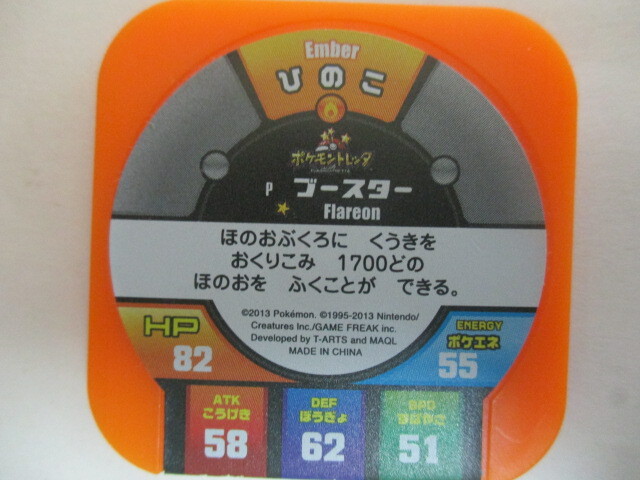 Ember
ひのこ
ポケモントレッタ
P ブースター
Flareon
ほのおぶくろに くうきを
おくりこみ 1700どの
ほのおを ふくことが できる。
©2013 Pokémon. ©1995-2013 Nintendo/
Creatures Inc./GAME FREAK inc.
Developed by T-ARTS and MAQL
MADE IN CHINA
HP
82
ENERGY
ポケエネ
55
ATK
こうげき
58
DEF
ぼうぎょ
62
SPD
すばやさ
51